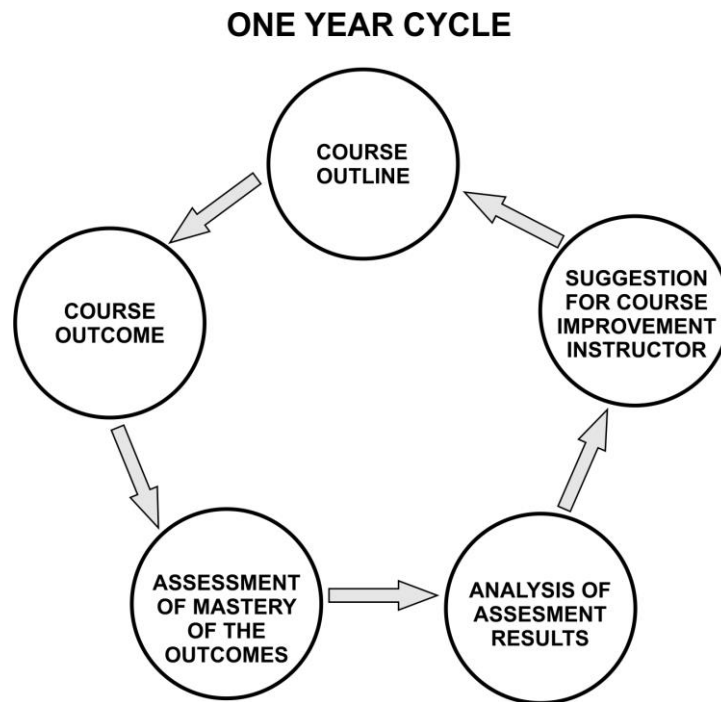 ONE YEAR CYCLE
COURSE
OUTLINE
COURSE
OUTCOME
ASSESSMENT
OF MASTERY
OF THE
OUTCOMES
ANALYSIS OF
ASSESMENT
RESULTS
SUGGESTION
FOR COURSE
IMPROVEMENT
INSTRUCTOR